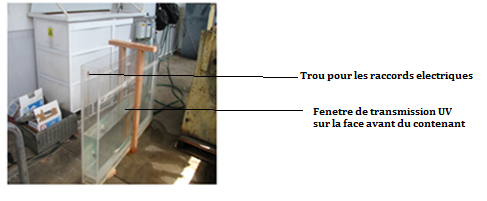 Trou pour les raccords electriques
Fenetre de transmission UV
sur la face avant du contenant